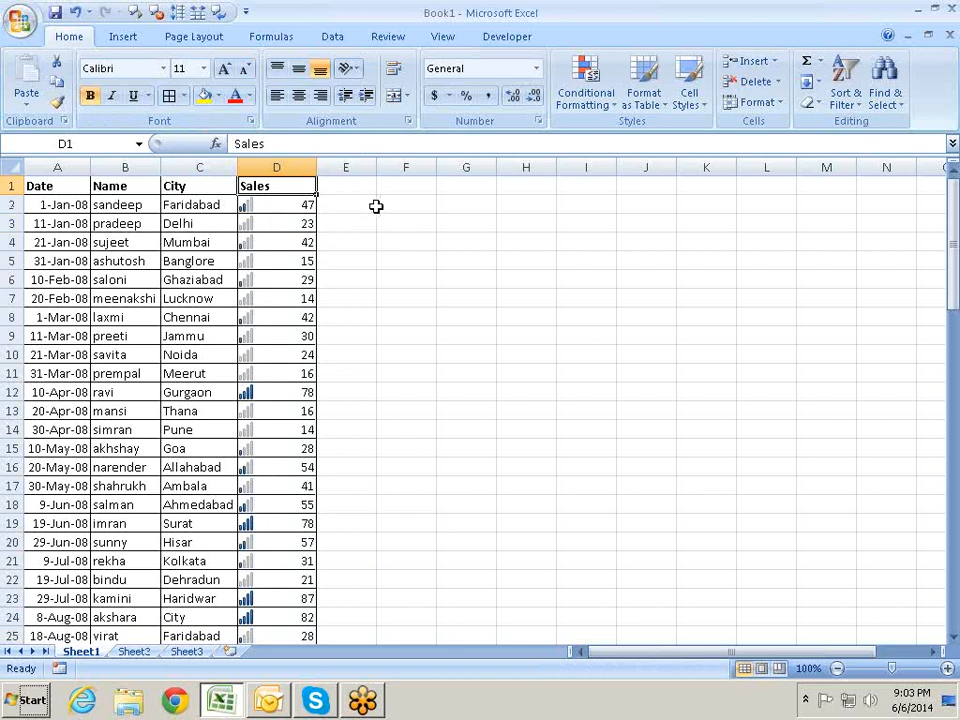 Book1 - Microsoft Excel
Home Insert Page Layout Formulas Data Review View Developer
Paste
Clipboard
Calibri 11
B I U
Font
Alignment
General
$ % ,
Number
Conditional Formatting
Format as Table
Cell Styles
Styles
Insert
Delete
Format
Cells
Sort & Filter
Find & Select
Editing
D1 fx Sales
A B C D E F G H I J K L M N
1 Date Name City Sales
2 1-Jan-08 sandeep Faridabad 47
3 11-Jan-08 pradeep Delhi 23
4 21-Jan-08 sujeet Mumbai 42
5 31-Jan-08 ashutosh Banglore 15
6 10-Feb-08 saloni Ghaziabad 29
7 20-Feb-08 meenakshi Lucknow 14
8 1-Mar-08 laxmi Chennai 42
9 11-Mar-08 preeti Jammu 30
10 21-Mar-08 savita Noida 24
11 31-Mar-08 prempal Meerut 16
12 10-Apr-08 ravi Gurgaon 78
13 20-Apr-08 mansi Thana 16
14 30-Apr-08 simran Pune 14
15 10-May-08 akhshay Goa 28
16 20-May-08 narender Allahabad 54
17 30-May-08 shahrukh Ambala 41
18 9-Jun-08 salman Ahmedabad 55
19 19-Jun-08 imran Surat 78
20 29-Jun-08 sunny Hisar 57
21 9-Jul-08 rekha Kolkata 31
22 19-Jul-08 bindu Dehradun 21
23 29-Jul-08 kamini Haridwar 87
24 8-Aug-08 akshara City 82
25 18-Aug-08 virat Faridabad 28
Sheet1 Sheet2 Sheet3
Ready 100%
Start 9:03 PM
6/6/2014